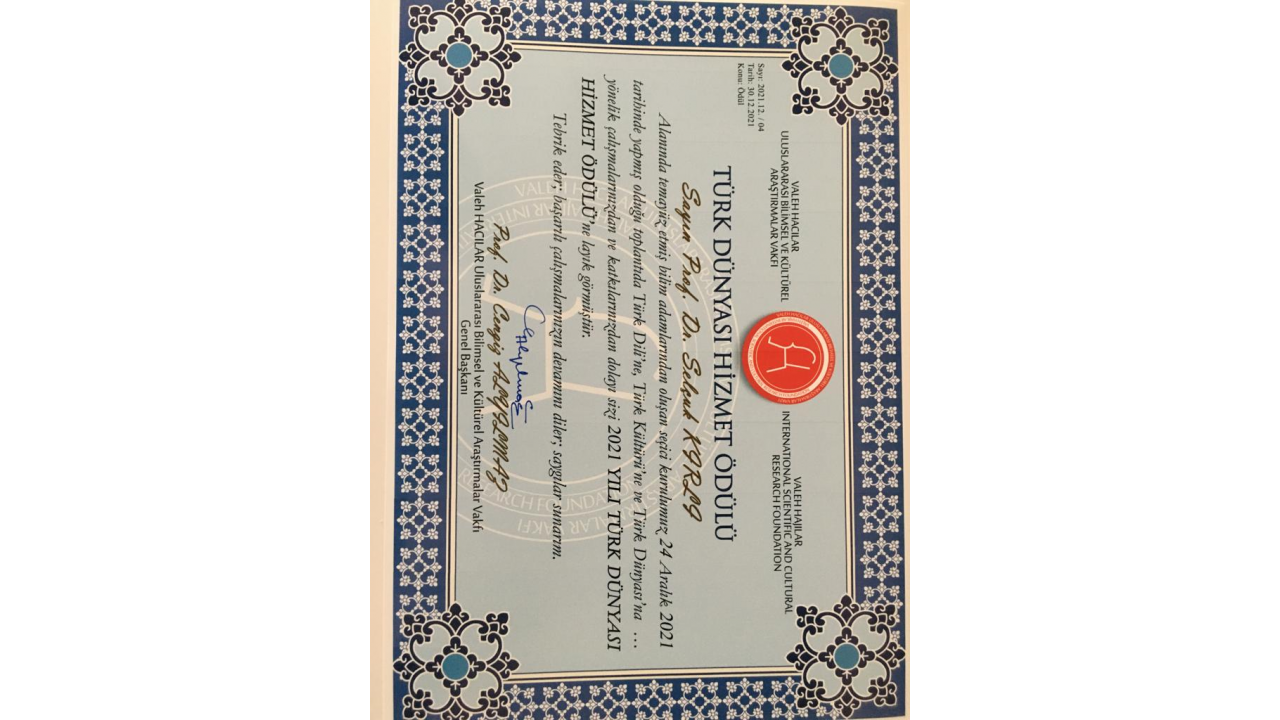 VALEH HACILAR
ULUSLARARASI BİLİMSEL VE KÜLTÜREL
ARAŞTIRMALAR VAKFI
VALEH HAJILAR
INTERNATIONAL SCIENTIFIC AND CULTURAL
RESEARCH FOUNDATION
Sayı: 2021.12. / 04
Tarih: 30.12.2021
Konu: Ödül
TÜRK DÜNYASI HİZMET ÖDÜLÜ
Sayın Prof. Dr. Selçuk KIRLI
Alanında temayüz etmiş bilim adamlarından oluşan seçici kurulumuz 24 Aralık 2021
tarihinde yapmış olduğu toplantıda Türk Dili'ne, Türk Kültürü'ne ve Türk Dünyası'na ...
yönelik çalışmalarınızdan ve katkılarınızdan dolayı sizi 2021 YILI TÜRK DÜNYASI
HİZMET ÖDÜLÜ'ne layık görmüştür.
Tebrik eder; başarılı çalışmalarınızın devamını diler; saygılar sunarım.
Prof. Dr. Cengiz ALYILMAZ
Valeh HACILAR Uluslararası Bilimsel ve Kültürel Araştırmalar Vakfı
Genel Başkanı